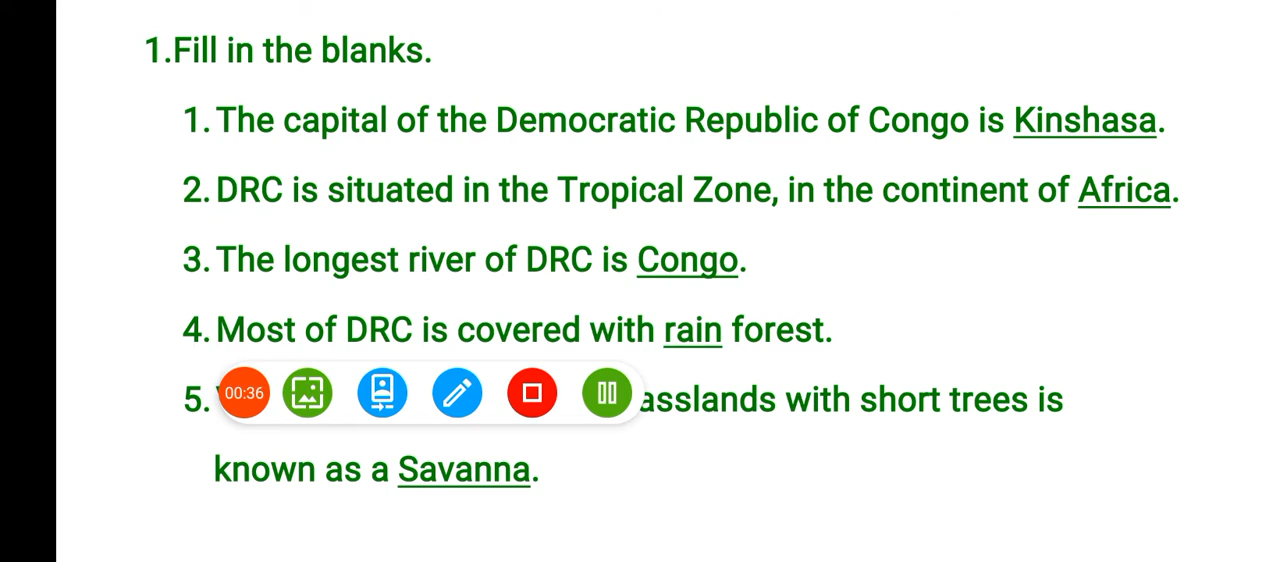 1.Fill in the blanks.
1. The capital of the Democratic Republic of Congo is Kinshasa.
2. DRC is situated in the Tropical Zone, in the continent of Africa.
3. The longest river of DRC is Congo.
4. Most of DRC is covered with rain forest.
5. asslands with short trees is
00:36
known as a Savanna.